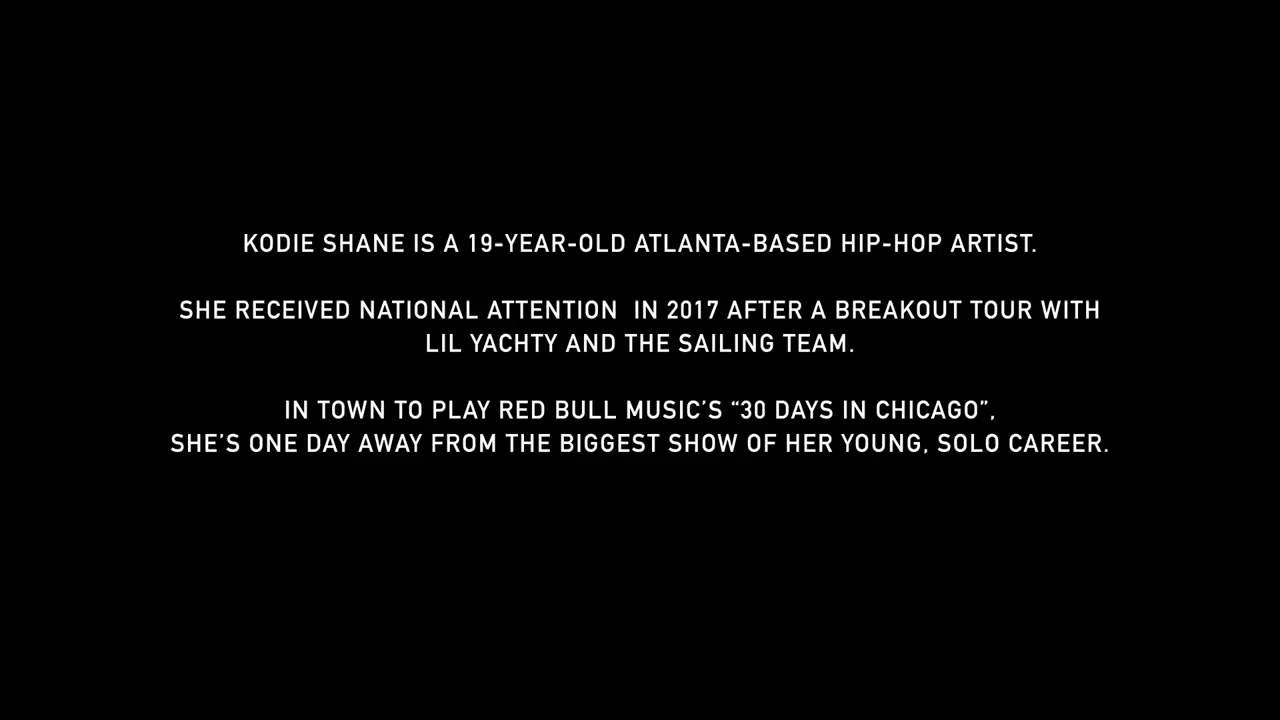 KODIE SHANE IS A 19-YEAR-OLD ATLANTA-BASED HIP-HOP ARTIST.
SHE RECEIVED NATIONAL ATTENTION  IN 2017 AFTER A BREAKOUT TOUR WITH
LIL YACHTY AND THE SAILING TEAM.
IN TOWN TO PLAY RED BULL MUSIC’S “30 DAYS IN CHICAGO”,
SHE’S ONE DAY AWAY FROM THE BIGGEST SHOW OF HER YOUNG, SOLO CAREER.